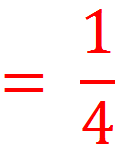 = 1/4